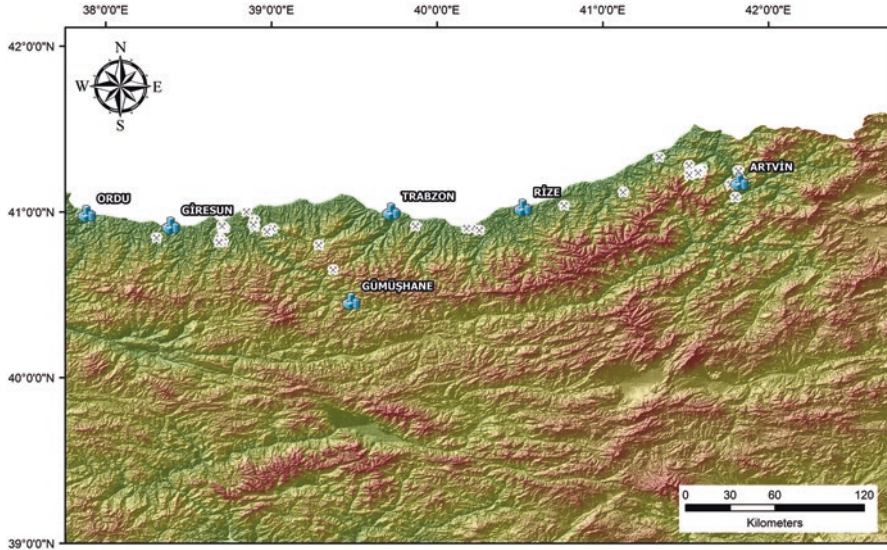 38°0'0"E 39°0'0"E 40°0'0"E 41°0'0"E 42°0'0"E
42°0'0"N
N
W E
S
ARTVİN
ORDU
GİRESUN
TRABZON
RİZE
41°0'0"N
GÜMÜŞHANE
40°0'0"N
0 30 60 120
Kilometers
39°0'0"N